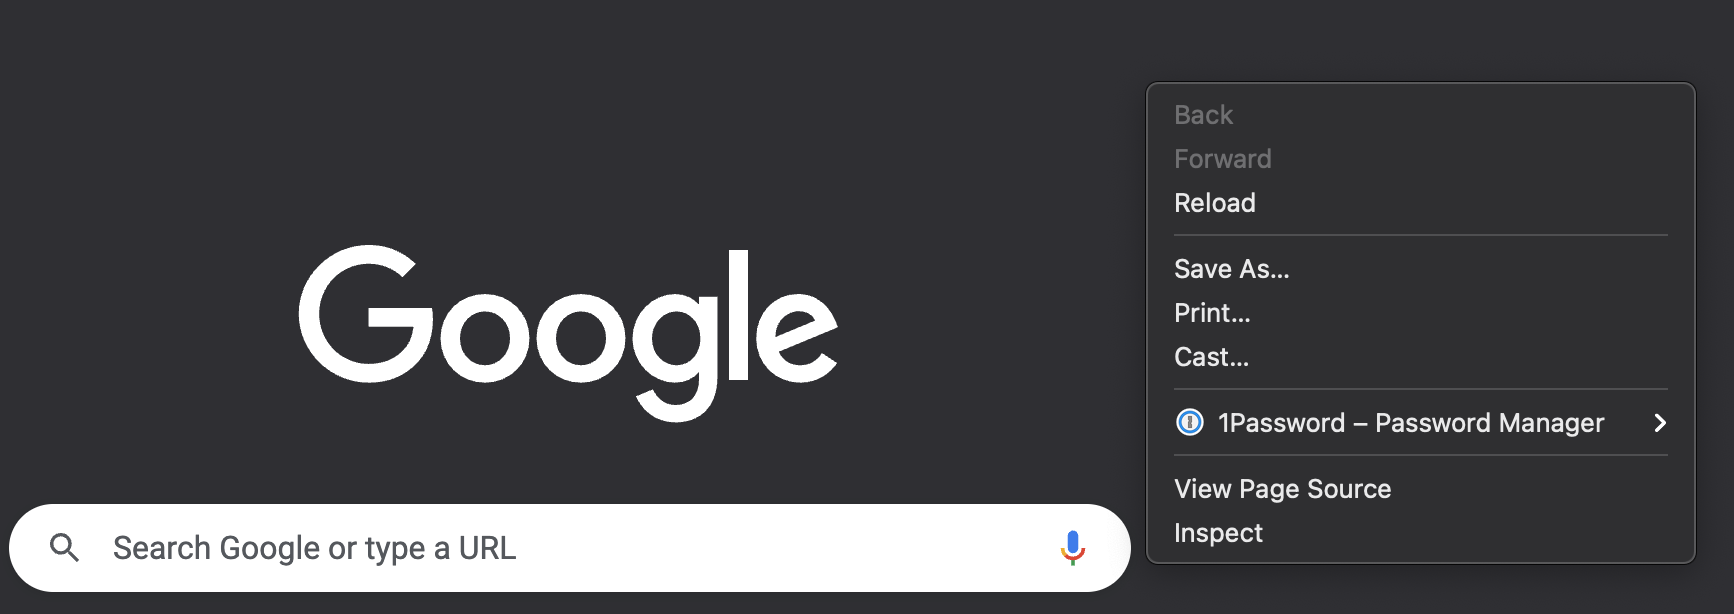 Google
Search Google or type a URL
Back
Forward
Reload
Save As...
Print...
Cast...
1Password – Password Manager
View Page Source
Inspect